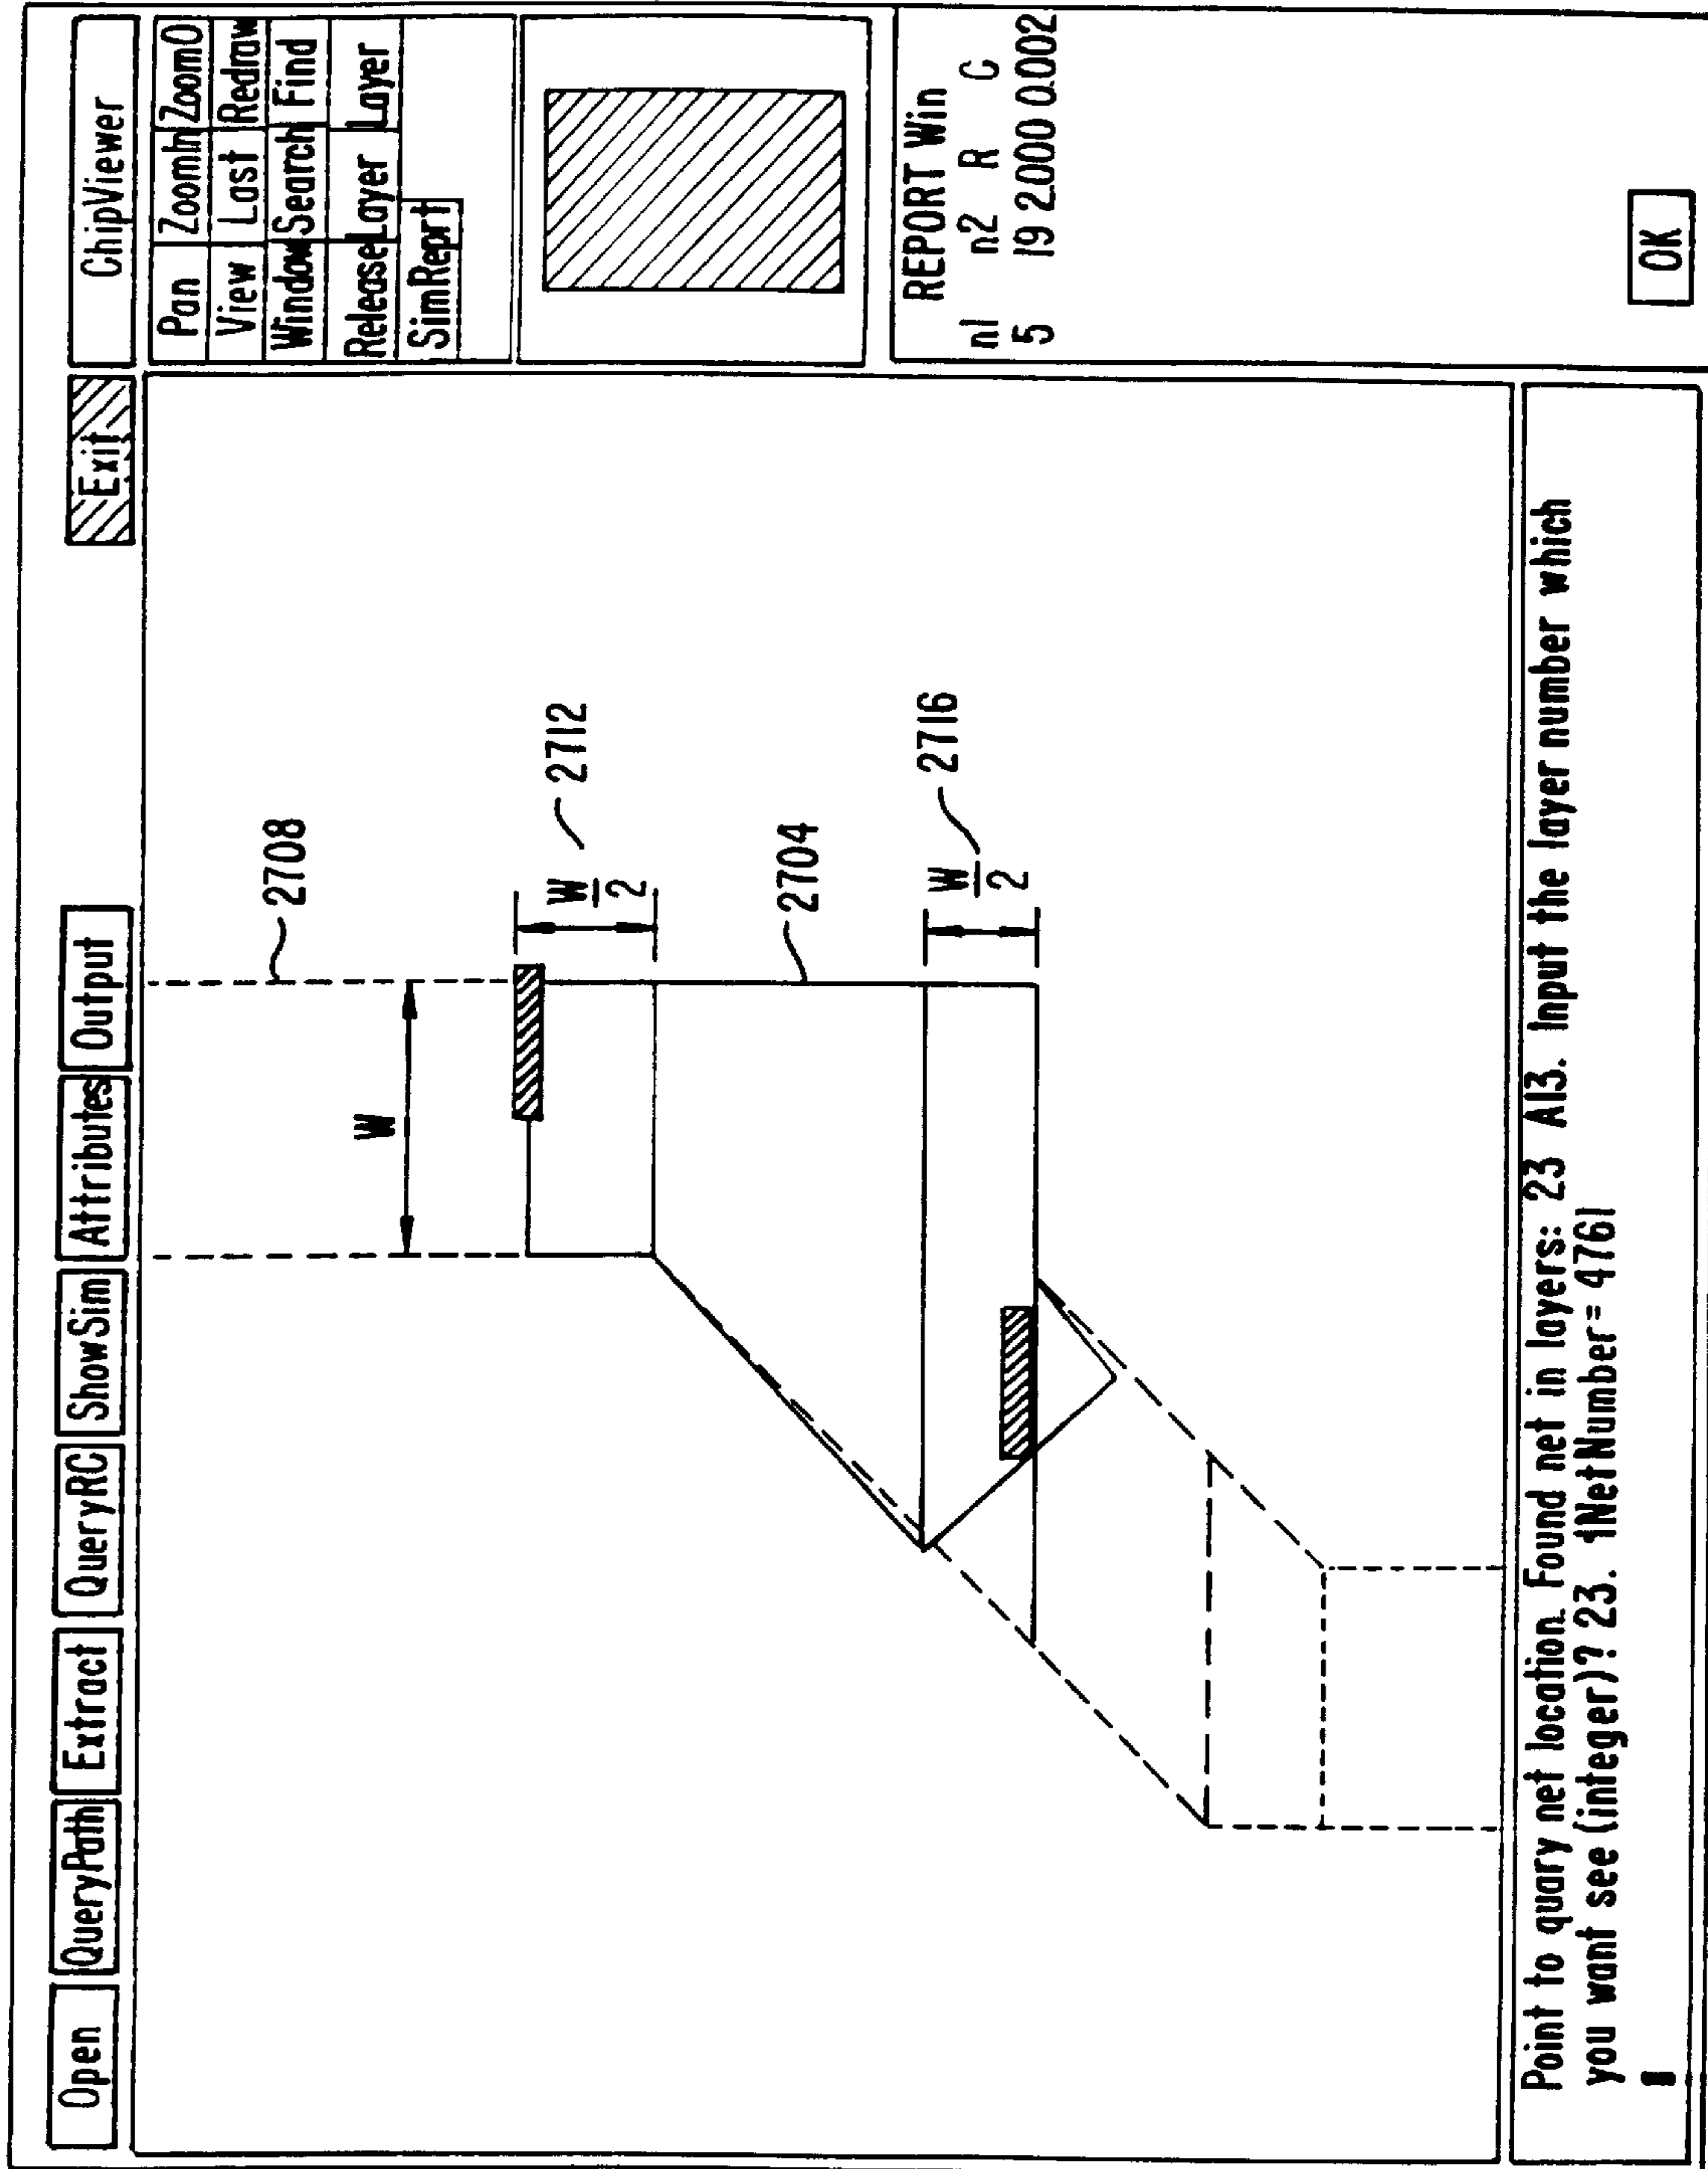 Open
QueryPath
Extract
QueryRC
ShowSim
Attributes
Output
Exit
ChipViewer
Pan ZoomIn ZoomO
View Last Redraw
Window Search Find
Release Layer Layer
SimReprt
2708
W
W/2 2712
2704
W/2 2716
REPORT Win
n1 n2 R C
5 19 2.000 0.002
OK
Point to quary net location. Found net in layers: 23 A13. Input the layer number which
you want see (integer)? 23. 1NetNumber = 4761